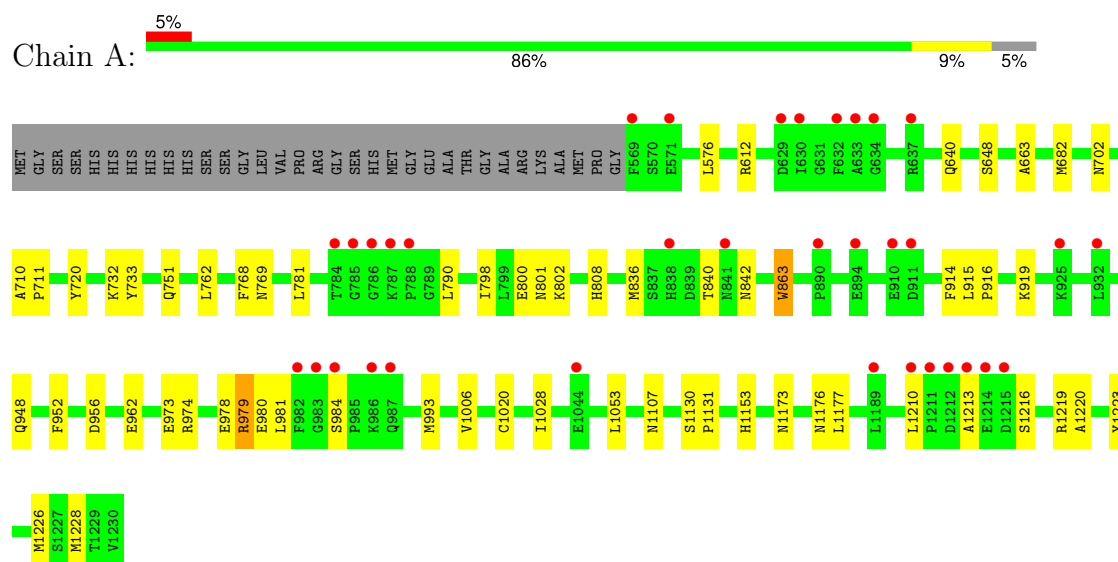 5%
Chain A:
86% 9% 5%
MET GLY SER SER HIS HIS HIS HIS HIS HIS HIS HIS SER SER GLY LEU VAL PRO ARG GLY SER HIS MET GLY GLU ALA THR GLY ALA ARG LYS ALA MET PRO GLY F569 S570 E571 L576 R612 D629 I630 G631 F632 A633 G634 R637 Q640 S648 A663 M682 N702
A710 P711 Y720 K732 Y733 Q751 L762 F768 N769 L781 T784 G785 G786 K787 P788 G789 L790 I798 L799 E800 N801 K802 H808 M836 S837 H838 D839 T840 N841 N842 W863 P890 E894 E910 D911 F914 L915 P916 K919 K925 L932
Q948 F952 D956 E962 E973 R974 E978 R979 E980 L981 F982 G983 S984 P985 K986 Q987 M993 V1006 C1020 I1028 E1044 L1053 N1107 S1130 P1131 H1153 N1173 N1176 L1177 L1189 L1210 P1211 D1212 A1213 E1214 D1215 S1216 R1219 A1220
M1226 S1227 M1228 T1229 V1230